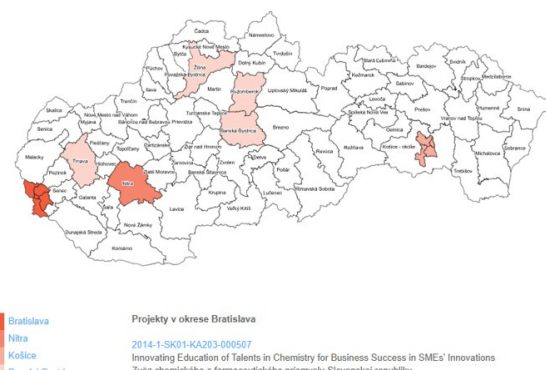 Čadca
Námestovo
Kysucké Nové Mesto
Bytča
Tvrdošín
Žilina
Dolný Kubín
Púchov
Považská Bystrica
Ilava
Martin
Ružomberok
Liptovský Mikuláš
Poprad
Kežmarok
Stará Ľubovňa
Bardejov
Svidník
Stropkov
Medzilaborce
Sabinov
Levoča
Prešov
Humenné
Snina
Vranov nad Topľou
Spišská Nová Ves
Gelnica
Košice - okolie
Michalovce
Sobrance
Trebišov
Rožňava
Revúca
Rimavská Sobota
Trenčín
Nové Mesto nad Váhom
Bánovce nad Bebravou
Prievidza
Turčianske Teplice
Banská Bystrica
Brezno
Skalica
Senica
Myjava
Piešťany
Topoľčany
Partizánske
Žiar nad Hronom
Žarnovica
Banská Štiavnica
Zvolen
Detva
Poltár
Lučenec
Veľký Krtíš
Krupina
Malacky
Pezinok
Trnava
Hlohovec
Nitra
Zlaté Moravce
Senec
Galanta
Levice
Nové Zámky
Dunajská Streda
Komárno
Bratislava
Nitra
Košice
Projekty v okrese Bratislava
2014-1-SK01-KA203-000507
Innovating Education of Talents in Chemistry for Business Success in SMEs' Innovations
Zväz chemického a farmaceutického priemyslu Slovenskej republiky